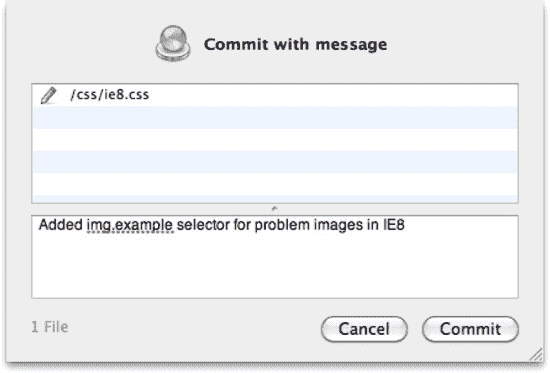 Commit with message
/css/ie8.css
Added img.example selector for problem images in IE8
1 File
Cancel
Commit